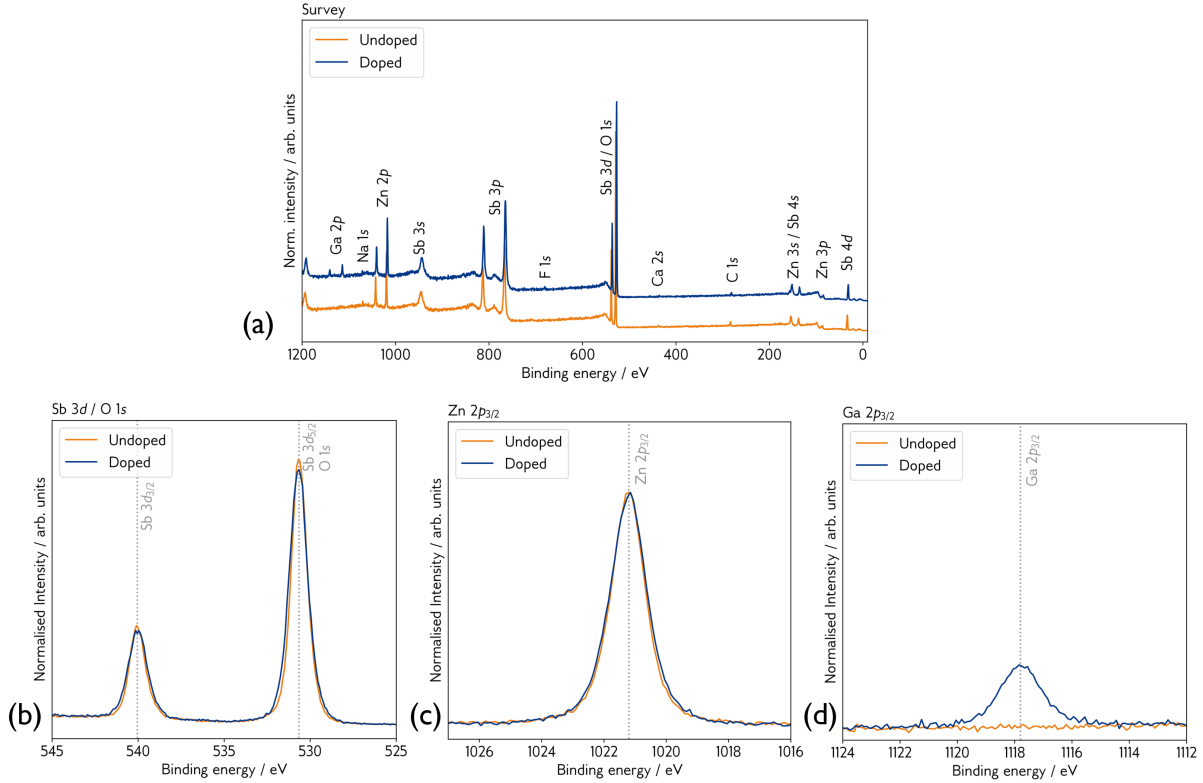 Survey
Undoped
Doped
Norm. intensity / arb. units
Ga 2p
Na 1s
Zn 2p
Sb 3s
Sb 3p
F 1s
Sb 3d / O 1s
Ca 2s
C 1s
Zn 3s / Sb 4s
Zn 3p
Sb 4d
1200 1000 800 600 400 200 0
Binding energy / eV
(a)
Sb 3d / O 1s
Undoped
Doped
Sb 3d3/2
Sb 3d5/2
O 1s
Normalised Intensity / arb. units
545 540 535 530 525
Binding energy / eV
(b)
Zn 2p3/2
Undoped
Doped
Zn 2p3/2
Normalised Intensity / arb. units
1026 1024 1022 1020 1018 1016
Binding energy / eV
(c)
Ga 2p3/2
Undoped
Doped
Ga 2p3/2
Normalised Intensity / arb. units
1124 1122 1120 1118 1116 1114 1112
Binding energy / eV
(d)